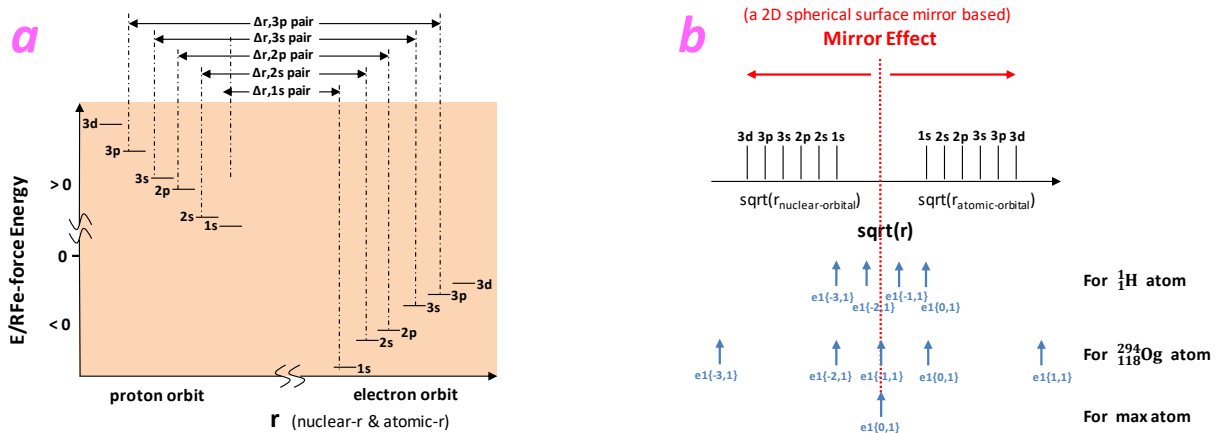 a
Δr,3p pair
Δr,3s pair
Δr,2p pair
Δr,2s pair
Δr,1s pair
3d
3p
3s
2p
2s
1s
E/RFe-force Energy
> 0
0
< 0
3d
3p
3s
2p
2s
1s
proton orbit
electron orbit
r (nuclear-r & atomic-r)
b
(a 2D spherical surface mirror based)
Mirror Effect
3d 3p 3s 2p 2s 1s
1s 2s 2p 3s 3p 3d
sqrt(r_nuclear-orbital)
sqrt(r_atomic-orbital)
sqrt(r)
e1{-3,1}
e1{-2,1}
e1{-1,1}
e1{0,1}
For ¹₁H atom
e1{-3,1}
e1{-2,1}
e1{-1,1}
e1{0,1}
e1{1,1}
For ²⁹⁴₁₁₈Og atom
e1{0,1}
For max atom